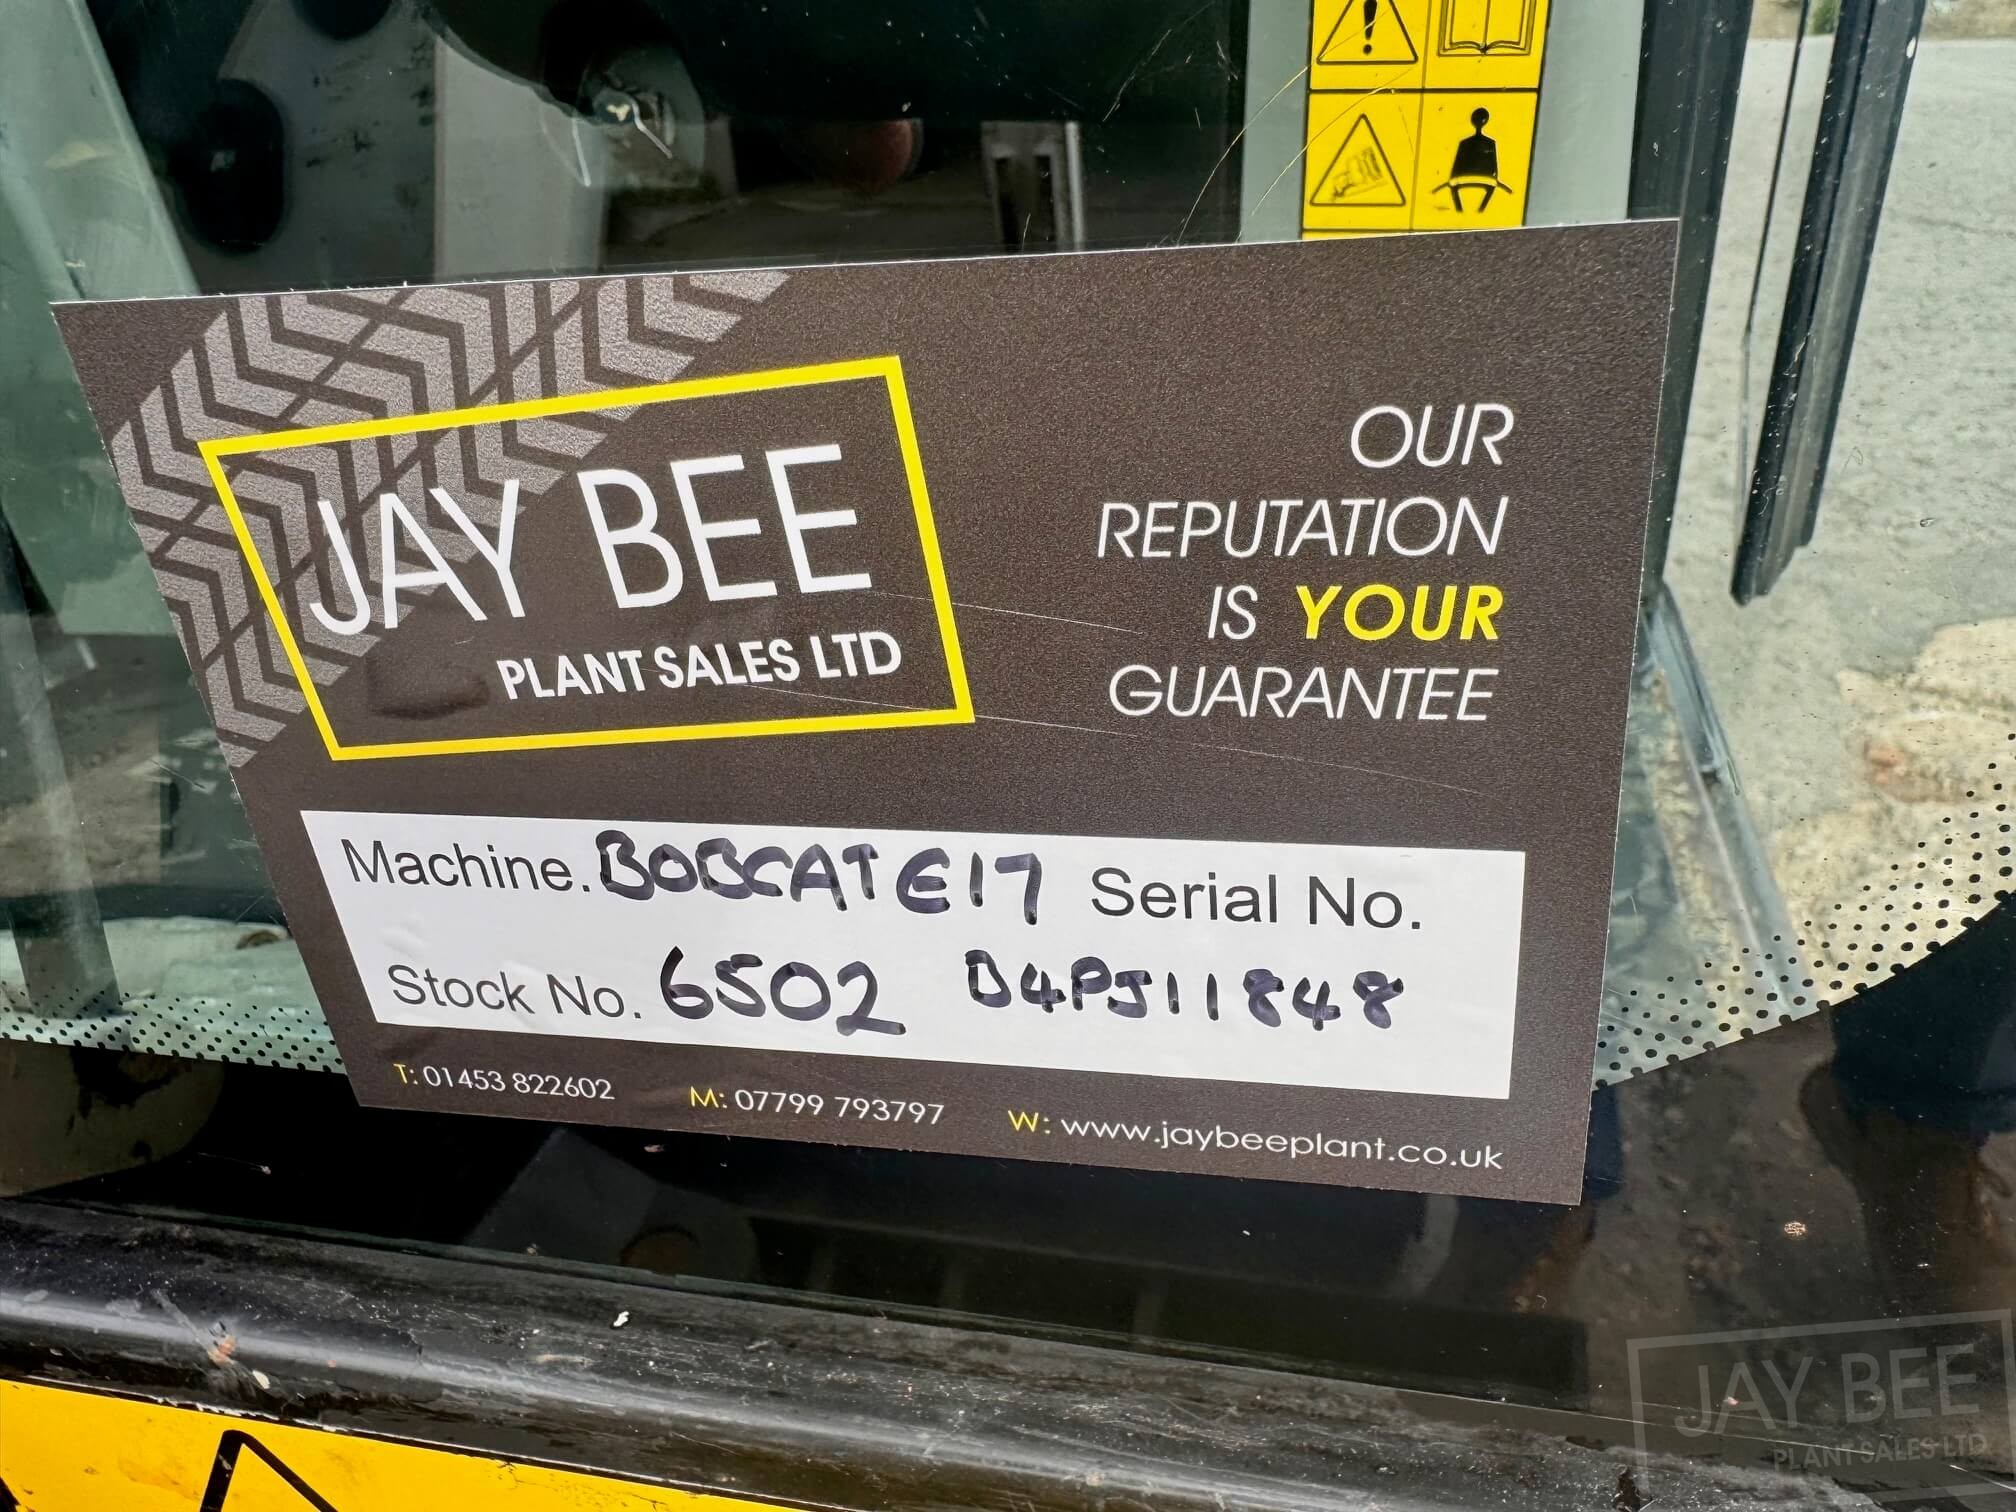 JAY BEE
PLANT SALES LTD
OUR
REPUTATION
IS YOUR
GUARANTEE
Machine. BOBCAT E17 Serial No.
Stock No. 6502 B4PJ11848
T: 01453 822602 M: 07799 793797 W: www.jaybeeplant.co.uk
JAY BEE
PLANT SALES LTD